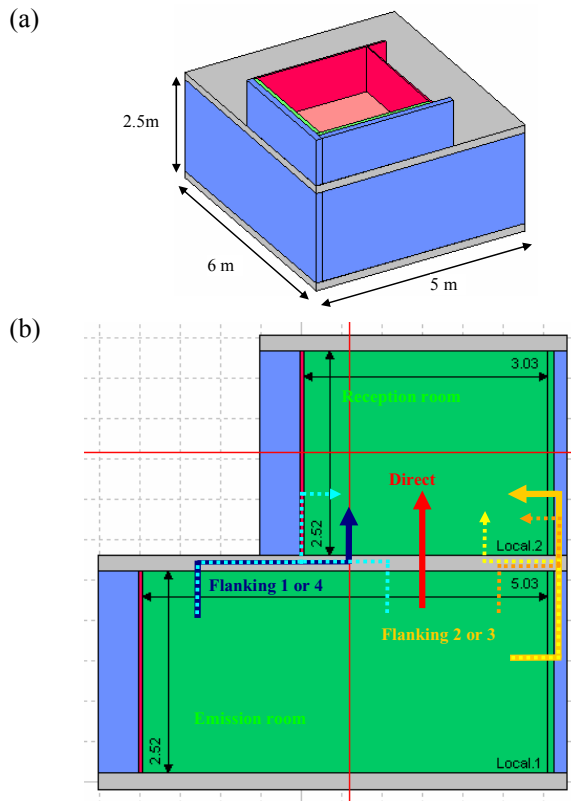 (a)
2.5m
6 m
5 m
(b)
3.03
Reception room
Direct
2.52
Local.2
5.03
Flanking 1 or 4
Flanking 2 or 3
Emission room
2.52
Local.1